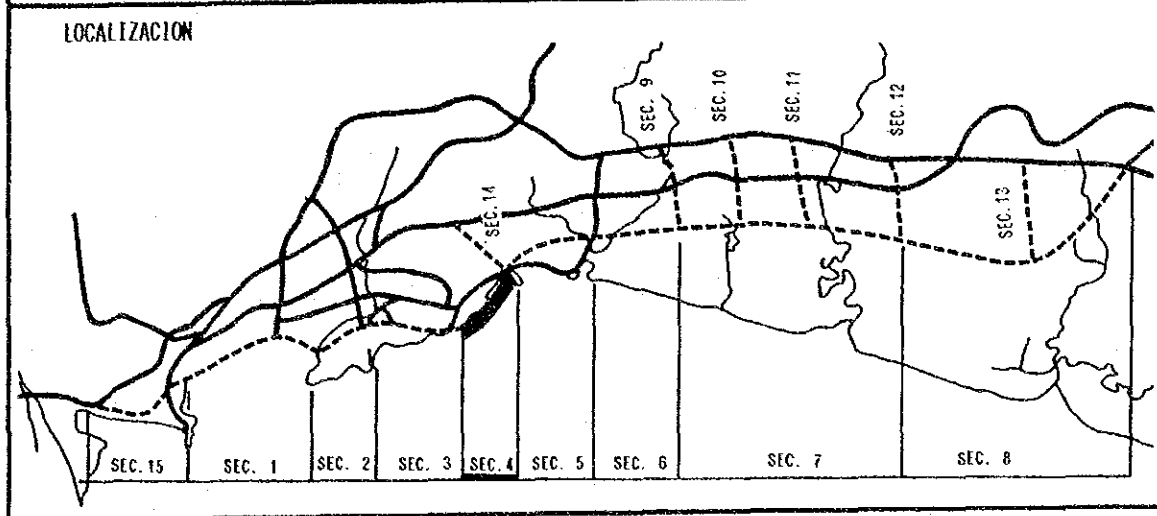 LOCALIZACION
SEC. 9
SEC. 10
SEC. 11
SEC. 12
SEC. 14
SEC. 13
SEC. 15
SEC. 1
SEC. 2
SEC. 3
SEC. 4
SEC. 5
SEC. 6
SEC. 7
SEC. 8